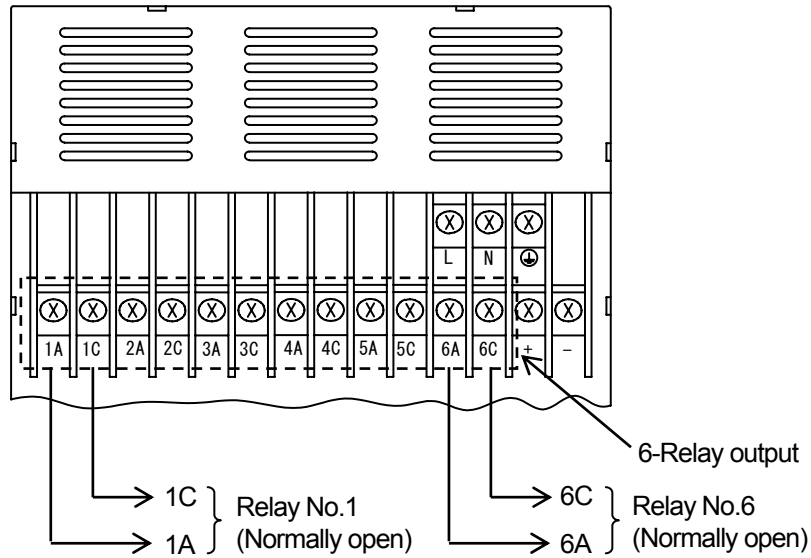 L N
1A 1C 2A 2C 3A 3C 4A 4C 5A 5C 6A 6C + −
6-Relay output
1C
1A
Relay No.1
(Normally open)
6C
6A
Relay No.6
(Normally open)